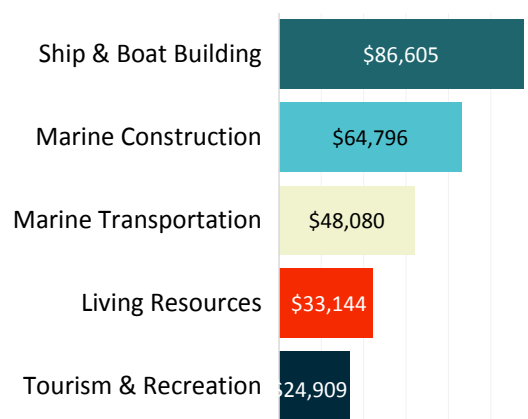 Ship & Boat Building $86,605
Marine Construction $64,796
Marine Transportation $48,080
Living Resources $33,144
Tourism & Recreation $24,909